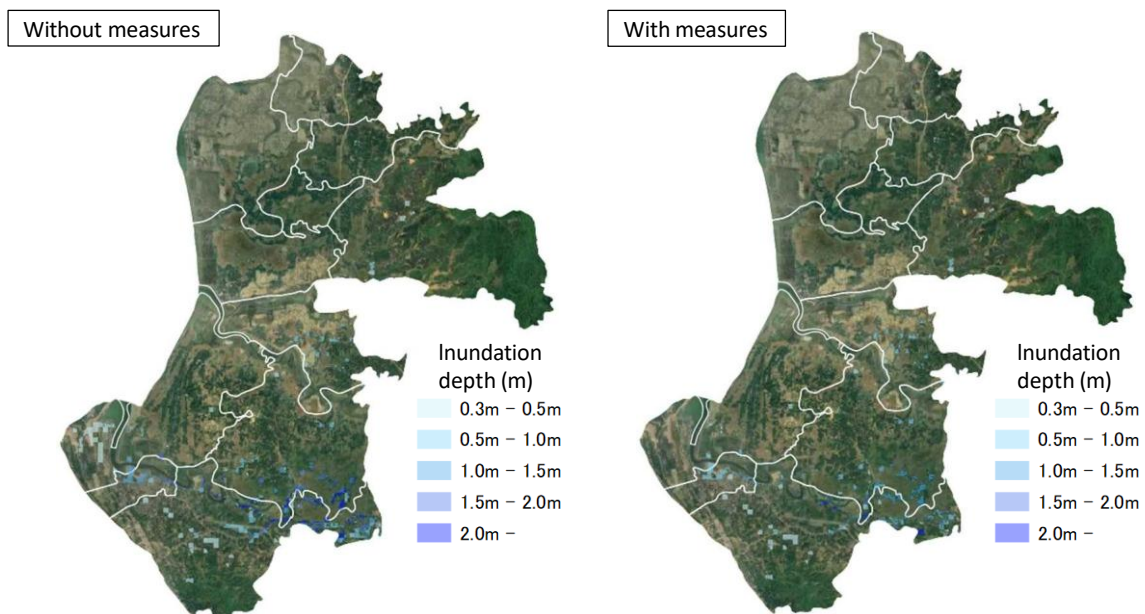 Without measures
Inundation
depth (m)
0.3m - 0.5m
0.5m - 1.0m
1.0m - 1.5m
1.5m - 2.0m
2.0m -
With measures
Inundation
depth (m)
0.3m - 0.5m
0.5m - 1.0m
1.0m - 1.5m
1.5m - 2.0m
2.0m -